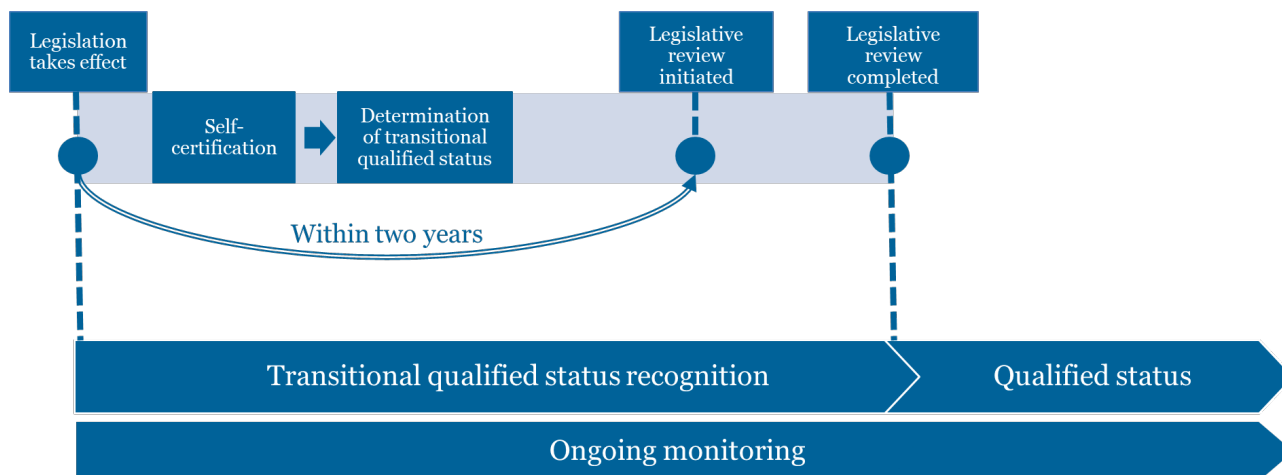 Legislation
takes effect
Legislative
review
initiated
Legislative
review
completed
Self-
certification
Determination
of transitional
qualified status
Within two years
Transitional qualified status recognition
Qualified status
Ongoing monitoring